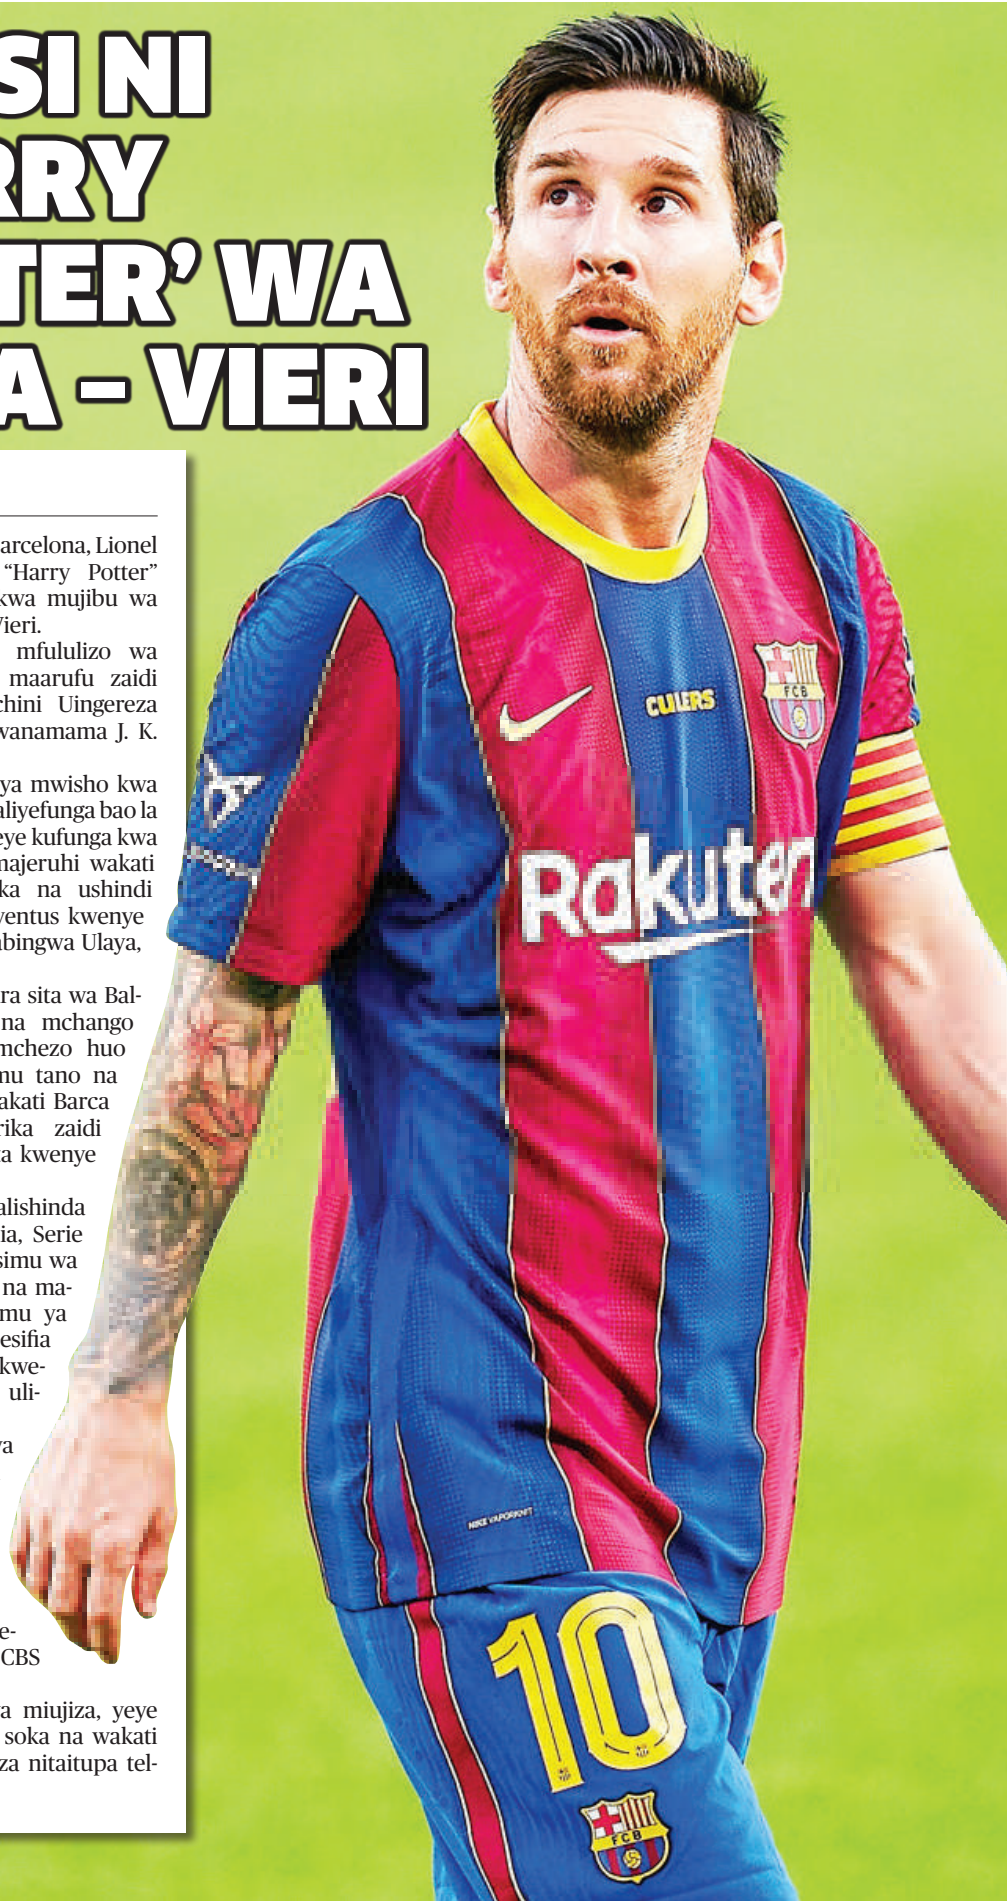 SI NI
RRY
TER’ WA
A – VIERI
arcelona, Lionel
“Harry Potter”
kwa mujibu wa
Vieri.
mfululizo wa
maarufu zaidi
chini Uingereza
wanamama J. K.
ya mwisho kwa
aliyefunga bao la
eye kufunga kwa
majeruhi wakati
ka na ushindi
ventus kwenye
abingwa Ulaya,
ra sita wa Bal-
na mchango
mchezo huo
mu tano na
akati Barca
rika zaidi
ta kwenye
alishinda
ia, Serie
simu wa
na ma-
mu ya
esifia
kwe-
uli-
ya
e-
CBS
a miujiza, yeye
soka na wakati
za nitaitupa tel-
CULERS
FCB
Rakuten
NIKE VAPORKNIT
10
FCB